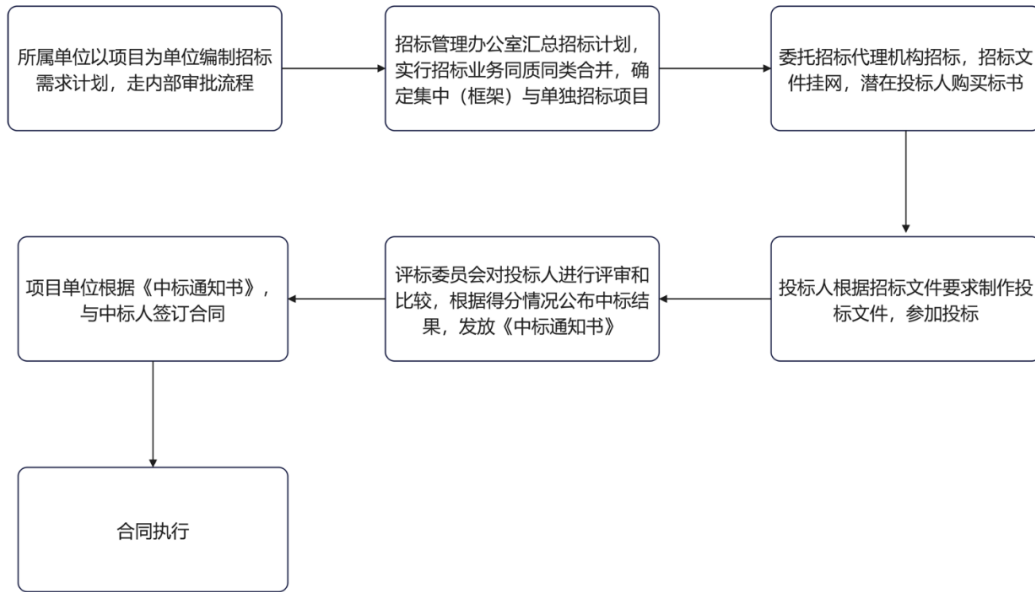 所属单位以项目为单位编制招标
需求计划，走内部审批流程
招标管理办公室汇总招标计划，
实行招标业务同质同类合并，确
定集中（框架）与单独招标项目
委托招标代理机构招标，招标文
件挂网，潜在投标人购买标书
投标人根据招标文件要求制作投
标文件，参加投标
评标委员会对投标人进行评审和
比较，根据得分情况公布中标结
果，发放《中标通知书》
项目单位根据《中标通知书》，
与中标人签订合同
合同执行